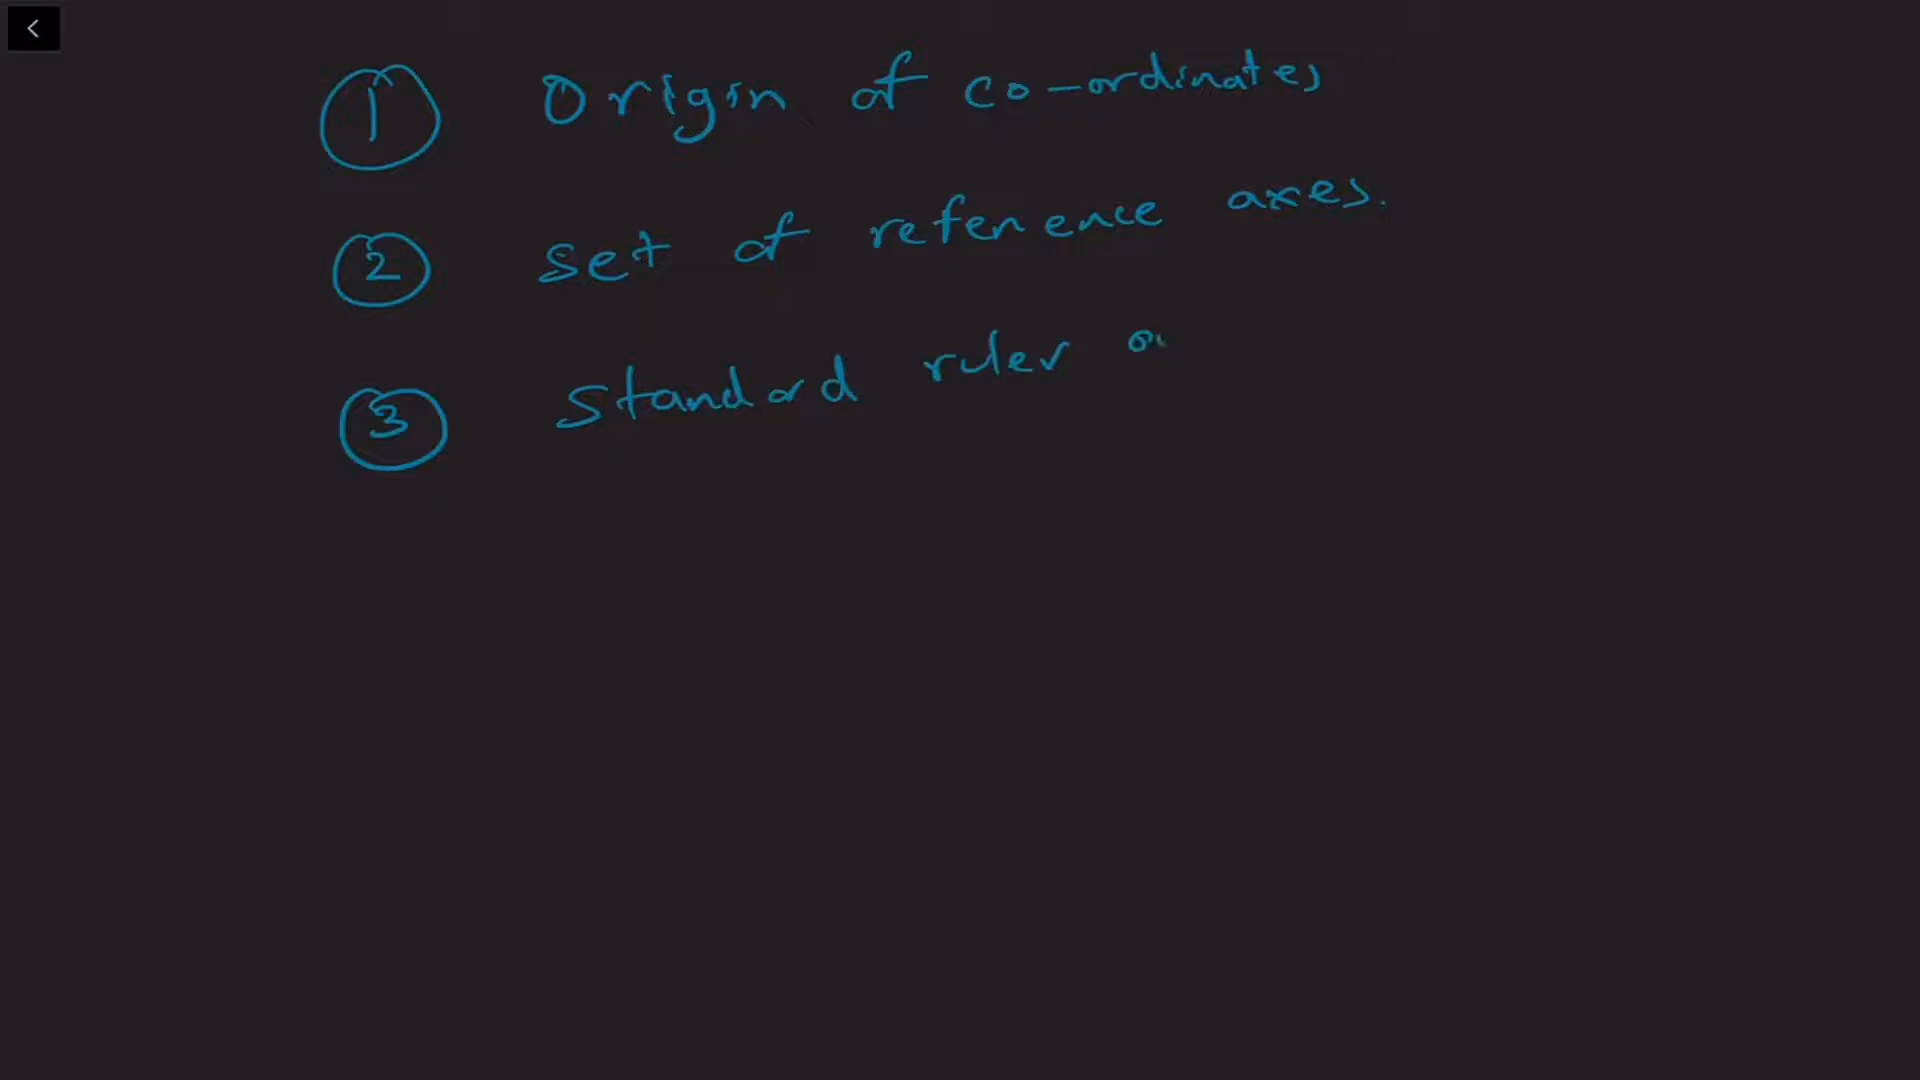 1 Origin of co-ordinates
2 Set of reference axes.
3 Standard ruler